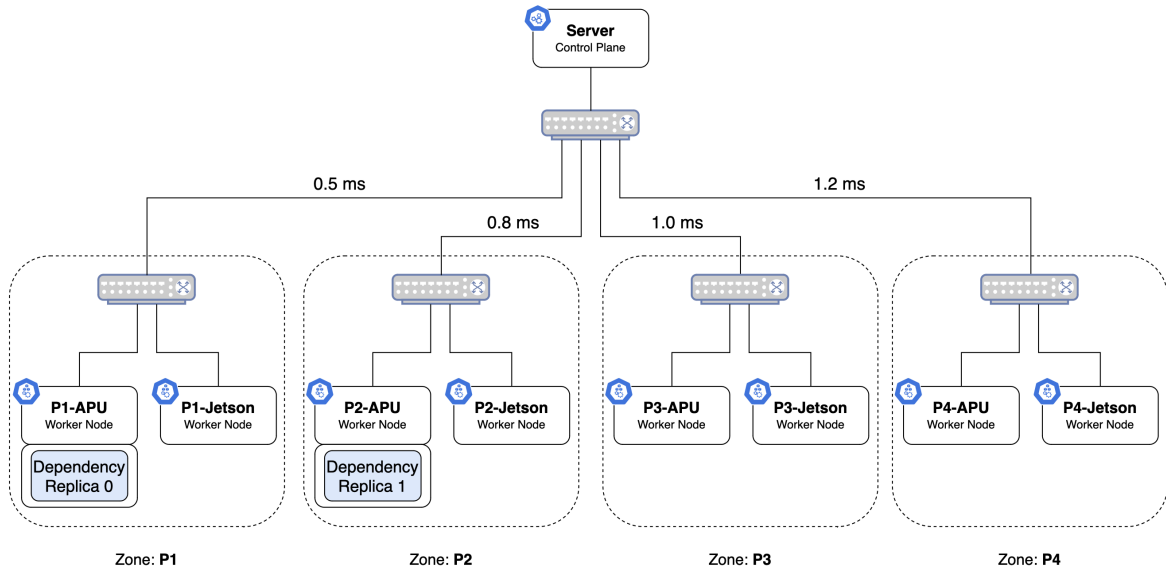 Server
Control Plane
0.5 ms
1.2 ms
0.8 ms
1.0 ms
P1-APU
Worker Node
P1-Jetson
Worker Node
P2-APU
Worker Node
P2-Jetson
Worker Node
P3-APU
Worker Node
P3-Jetson
Worker Node
P4-APU
Worker Node
P4-Jetson
Worker Node
Dependency
Replica 0
Dependency
Replica 1
Zone: P1
Zone: P2
Zone: P3
Zone: P4